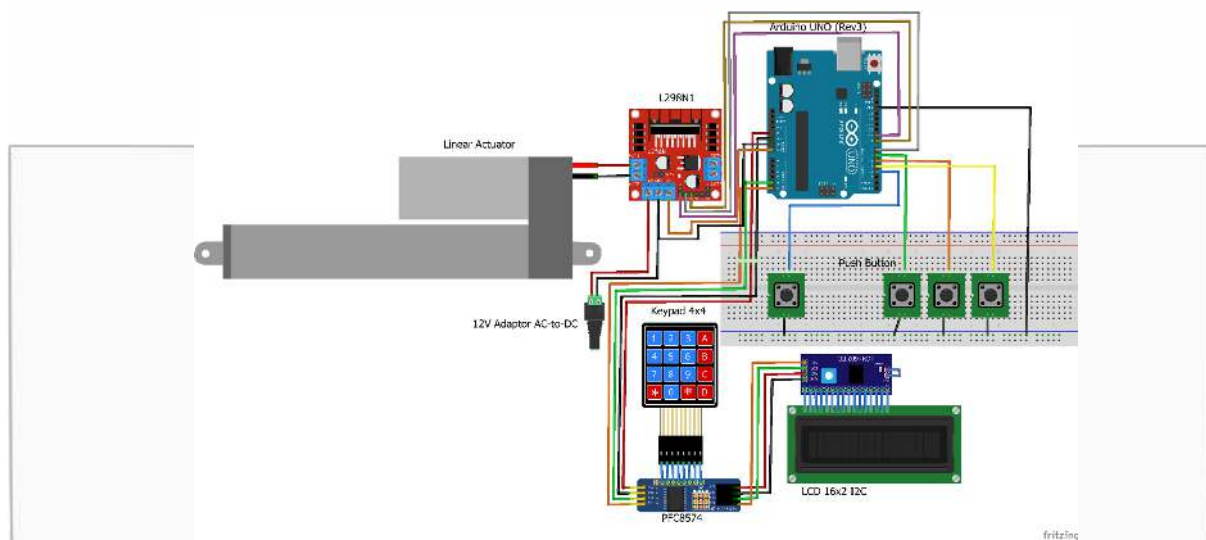 Arduino UNO (Rev3)
L298N1
Linear Actuator
Push Button
12V Adaptor AC-to-DC
Keypad 4x4
1 2 3 A
4 5 6 B
7 8 9 C
* 0 # D
LCD 16x2 I2C
PFC8574
fritzing